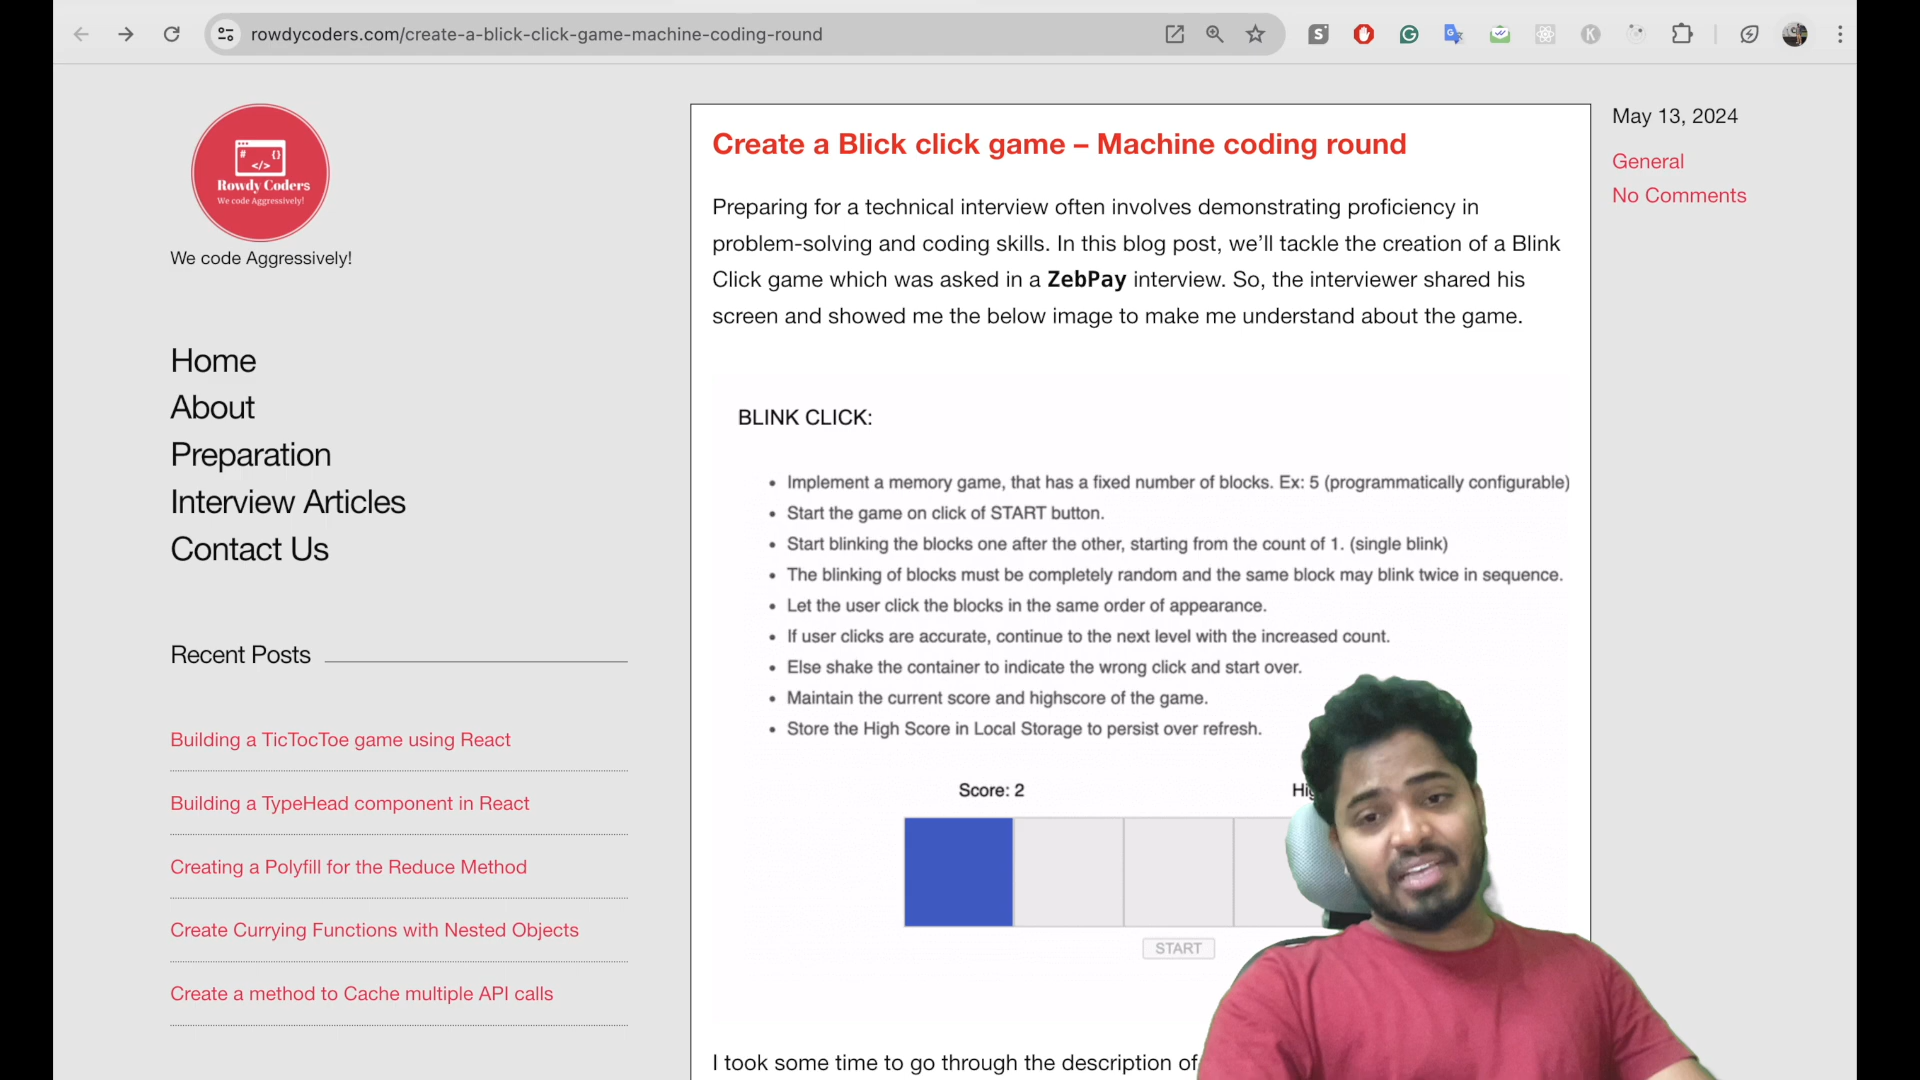 rowdycoders.com/create-a-blick-click-game-machine-coding-round
# {}
</>
Rowdy Coders
We code Aggressively!
We code Aggressively!
Home
About
Preparation
Interview Articles
Contact Us
Recent Posts
Building a TicTocToe game using React
Building a TypeHead component in React
Creating a Polyfill for the Reduce Method
Create Currying Functions with Nested Objects
Create a method to Cache multiple API calls
Create a Blick click game – Machine coding round
Preparing for a technical interview often involves demonstrating proficiency in
problem-solving and coding skills. In this blog post, we’ll tackle the creation of a Blink
Click game which was asked in a ZebPay interview. So, the interviewer shared his
screen and showed me the below image to make me understand about the game.
BLINK CLICK:
• Implement a memory game, that has a fixed number of blocks. Ex: 5 (programmatically configurable)
• Start the game on click of START button.
• Start blinking the blocks one after the other, starting from the count of 1. (single blink)
• The blinking of blocks must be completely random and the same block may blink twice in sequence.
• Let the user click the blocks in the same order of appearance.
• If user clicks are accurate, continue to the next level with the increased count.
• Else shake the container to indicate the wrong click and start over.
• Maintain the current score and highscore of the game.
• Store the High Score in Local Storage to persist over refresh.
Score: 2
START
I took some time to go through the description of
May 13, 2024
General
No Comments